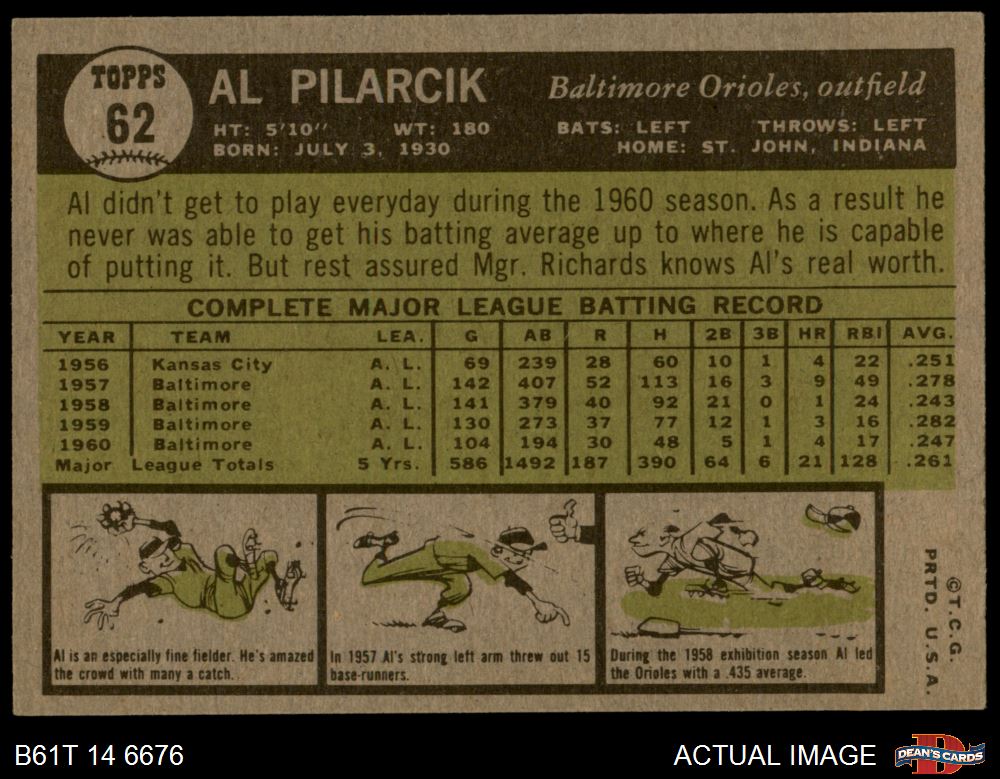 TOPPS
62
AL PILARCIK
Baltimore Orioles, outfield
HT: 5'10" WT: 180 BATS: LEFT THROWS: LEFT
BORN: JULY 3, 1930 HOME: ST. JOHN, INDIANA
Al didn't get to play everyday during the 1960 season. As a result he
never was able to get his batting average up to where he is capable
of putting it. But rest assured Mgr. Richards knows Al's real worth.
COMPLETE MAJOR LEAGUE BATTING RECORD
YEAR TEAM LEA. G AB R H 2B 3B HR RBI AVG.
1956 Kansas City A. L. 69 239 28 60 10 1 4 22 .251
1957 Baltimore A. L. 142 407 52 113 16 3 9 49 .278
1958 Baltimore A. L. 141 379 40 92 21 0 1 24 .243
1959 Baltimore A. L. 130 273 37 77 12 1 3 16 .282
1960 Baltimore A. L. 104 194 30 48 5 1 4 17 .247
Major League Totals 5 Yrs. 586 1492 187 390 64 6 21 128 .261
Al is an especially fine fielder. He's amazed
the crowd with many a catch.
In 1957 Al's strong left arm threw out 15
base-runners.
During the 1958 exhibition season Al led
the Orioles with a .435 average.
©T.C.G.
PRTD. U.S.A.
B61T 14 6676
ACTUAL IMAGE
DEAN'S CARDS